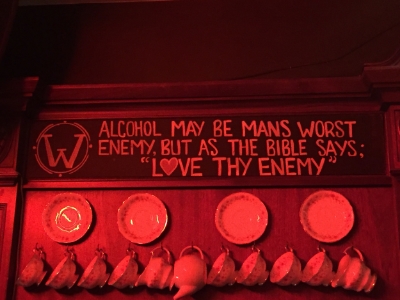 W
ALCOHOL MAY BE MANS WORST
ENEMY, BUT AS THE BIBLE SAYS;
"LOVE THY ENEMY"